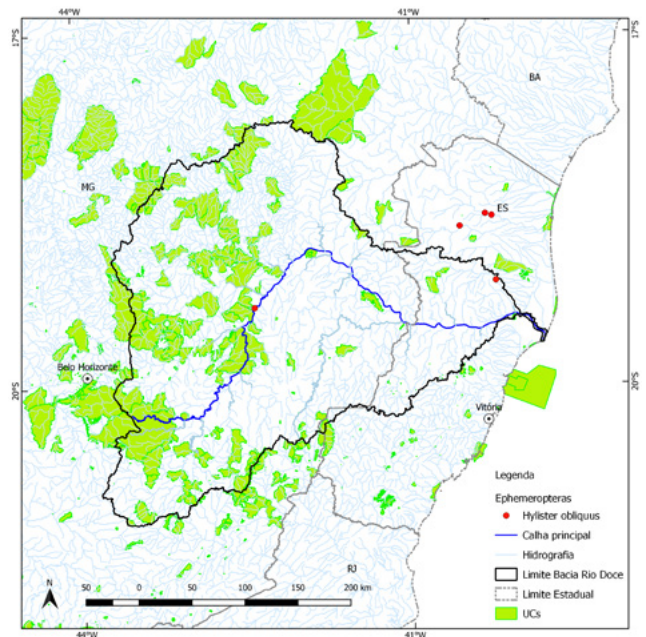 44°W 41°W
17°S 17°S
BA
MG
ES
Belo Horizonte
20°S 20°S
Vitória
Legenda
Ephemeropteras
Hylister obliquus
Calha principal
Hidrografia
Limite Bacia Rio Doce
Limite Estadual
UCs
RJ
N
50 0 50 100 150 200 km
44°W 41°W